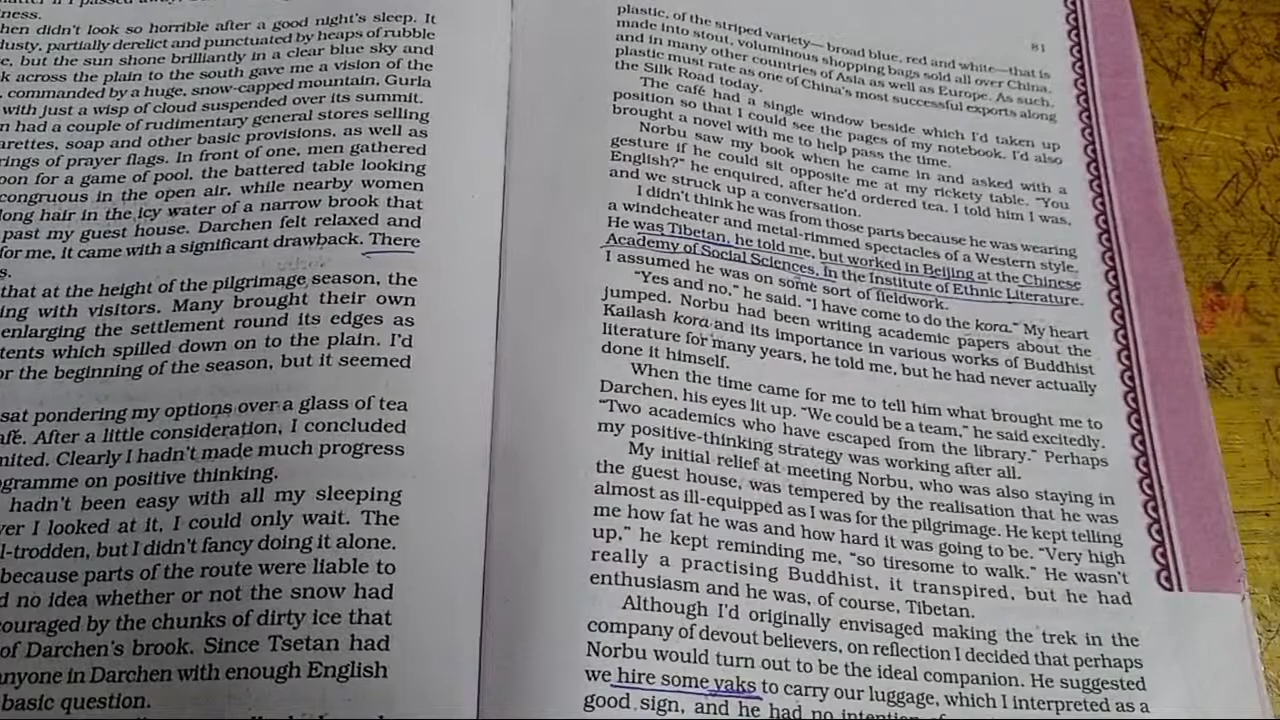 ness.
hen didn't look so horrible after a good night's sleep. It
dusty, partially derelict and punctuated by heaps of rubble
e, but the sun shone brilliantly in a clear blue sky and
k across the plain to the south gave me a vision of the
, commanded by a huge, snow-capped mountain, Gurla
with just a wisp of cloud suspended over its summit.
n had a couple of rudimentary general stores selling
arettes, soap and other basic provisions, as well as
rings of prayer flags. In front of one, men gathered
oon for a game of pool, the battered table looking
congruous in the open air, while nearby women
long hair in the icy water of a narrow brook that
past my guest house. Darchen felt relaxed and
for me, it came with a significant drawback. There
s.
that at the height of the pilgrimage season, the
ing with visitors. Many brought their own
enlarging the settlement round its edges as
tents which spilled down on to the plain. I'd
or the beginning of the season, but it seemed
sat pondering my options over a glass of tea
afé. After a little consideration, I concluded
mited. Clearly I hadn't made much progress
ogramme on positive thinking.
hadn't been easy with all my sleeping
ver I looked at it, I could only wait. The
l-trodden, but I didn't fancy doing it alone.
because parts of the route were liable to
d no idea whether or not the snow had
couraged by the chunks of dirty ice that
of Darchen's brook. Since Tsetan had
anyone in Darchen with enough English
basic question.
81
plastic, of the striped variety— broad blue, red and white—that is
made into stout, voluminous shopping bags sold all over China,
and in many other countries of Asia as well as Europe. As such,
plastic must rate as one of China's most successful exports along
the Silk Road today.
The café had a single window beside which I'd taken up
position so that I could see the pages of my notebook. I'd also
brought a novel with me to help pass the time.
Norbu saw my book when he came in and asked with a
gesture if he could sit opposite me at my rickety table. "You
English?" he enquired, after he'd ordered tea. I told him I was,
and we struck up a conversation.
I didn't think he was from those parts because he was wearing
a windcheater and metal-rimmed spectacles of a Western style.
He was Tibetan, he told me, but worked in Beijing at the Chinese
Academy of Social Sciences, in the Institute of Ethnic Literature.
I assumed he was on some sort of fieldwork.
"Yes and no," he said. "I have come to do the kora." My heart
jumped. Norbu had been writing academic papers about the
Kailash kora and its importance in various works of Buddhist
literature for many years, he told me, but he had never actually
done it himself.
When the time came for me to tell him what brought me to
Darchen, his eyes lit up. "We could be a team," he said excitedly.
"Two academics who have escaped from the library." Perhaps
my positive-thinking strategy was working after all.
My initial relief at meeting Norbu, who was also staying in
the guest house, was tempered by the realisation that he was
almost as ill-equipped as I was for the pilgrimage. He kept telling
me how fat he was and how hard it was going to be. "Very high
up," he kept reminding me, "so tiresome to walk." He wasn't
really a practising Buddhist, it transpired, but he had
enthusiasm and he was, of course, Tibetan.
Although I'd originally envisaged making the trek in the
company of devout believers, on reflection I decided that perhaps
Norbu would turn out to be the ideal companion. He suggested
we hire some yaks to carry our luggage, which I interpreted as a
good sign, and he had no intention of